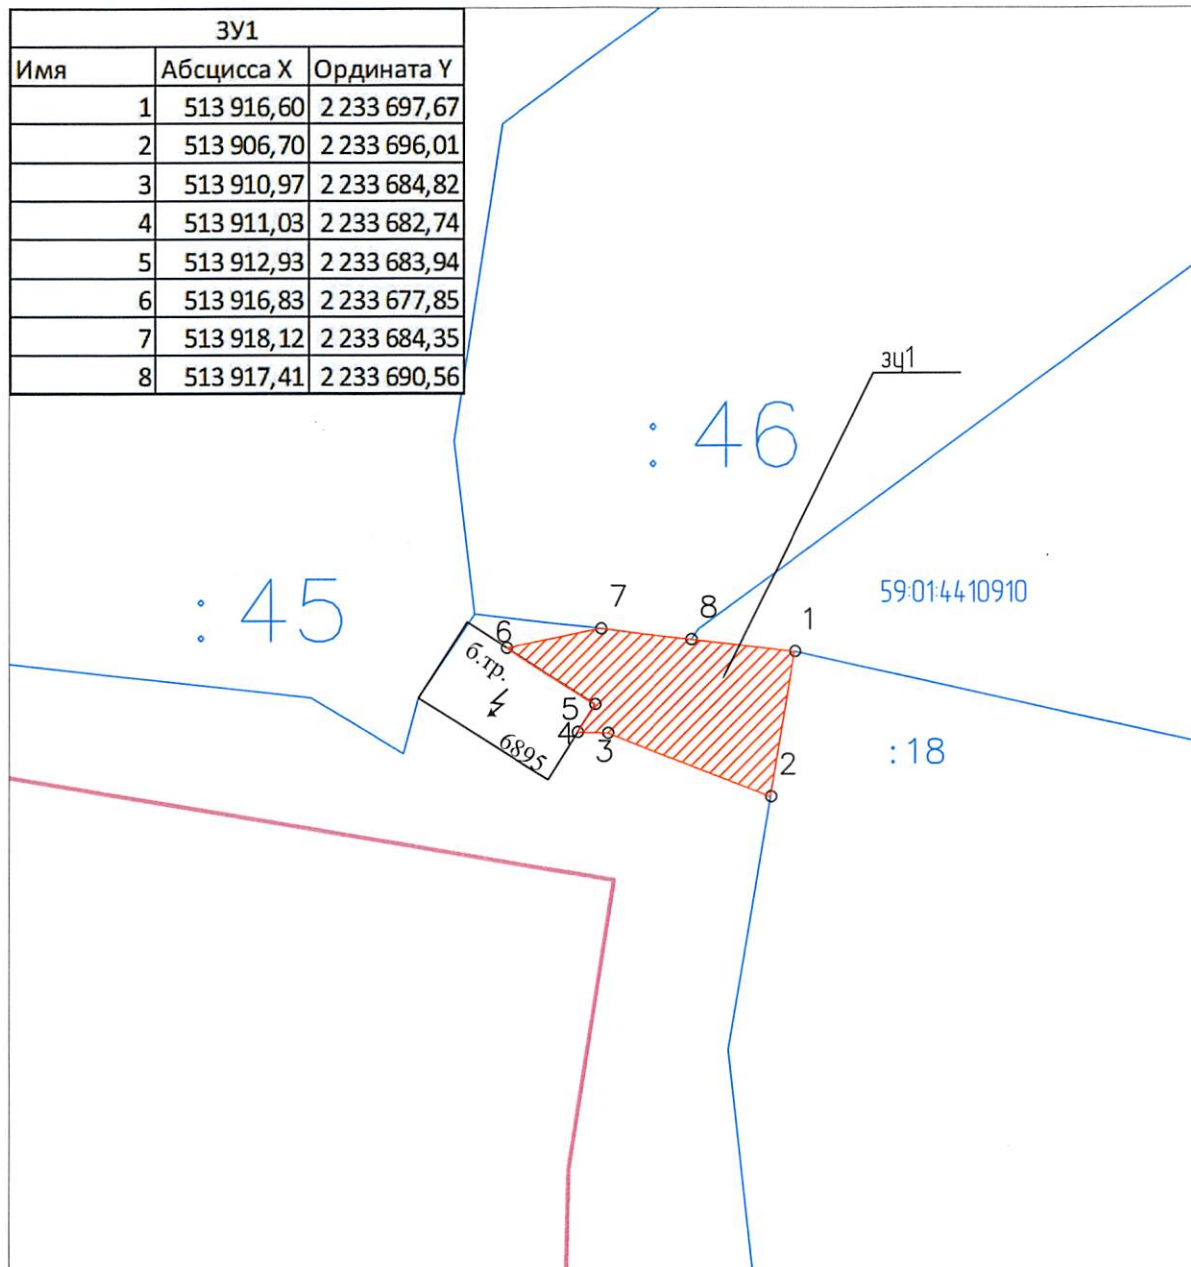 ЗУ1
Имя Абсцисса X Ордината Y
1 513 916,60 2 233 697,67
2 513 906,70 2 233 696,01
3 513 910,97 2 233 684,82
4 513 911,03 2 233 682,74
5 513 912,93 2 233 683,94
6 513 916,83 2 233 677,85
7 513 918,12 2 233 684,35
8 513 917,41 2 233 690,56
зу1
: 46
: 45
59:01:4410910
7
8
1
6
б.тр.
5
4
3
6895
2
:18